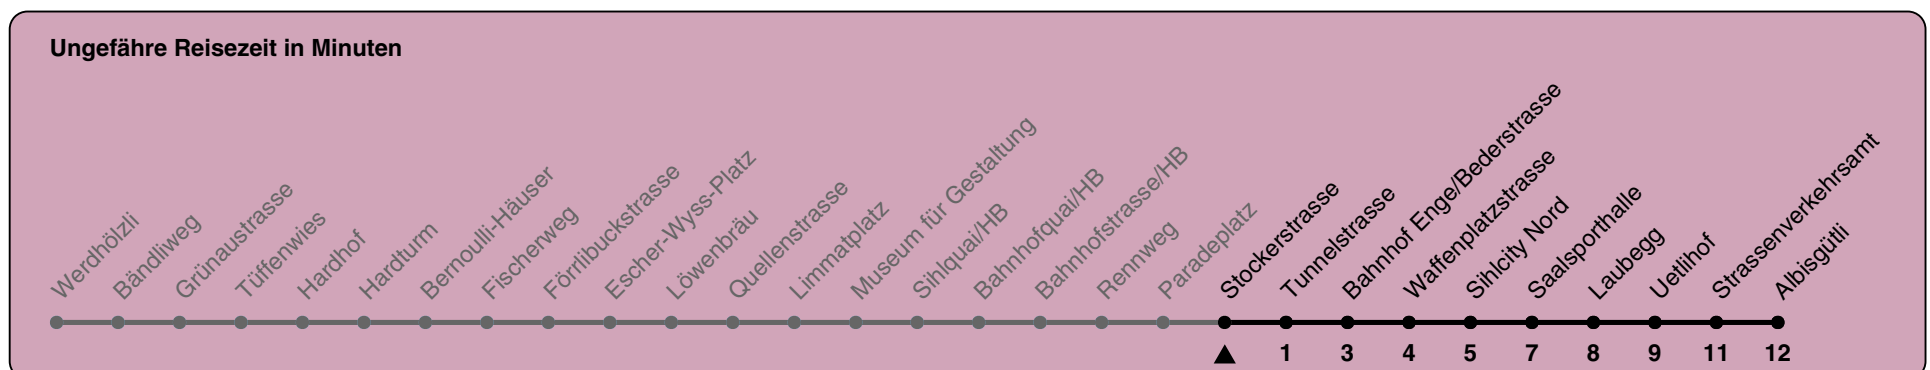 Ungefähre Reisezeit in Minuten
Werdhölzli
Bändliweg
Grünaustrasse
Tüffenwies
Hardhof
Hardturm
Bernoulli-Häuser
Fischerweg
Förrlibuckstrasse
Escher-Wyss-Platz
Löwenbräu
Quellenstrasse
Limmatplatz
Museum für Gestaltung
Sihlquai/HB
Bahnhofquai/HB
Bahnhofstrasse/HB
Rennweg
Paradeplatz
Stockerstrasse
Tunnelstrasse
Bahnhof Enge/Bederstrasse
Waffenplatzstrasse
Sihlcity Nord
Saalsporthalle
Laubegg
Uetlihof
Strassenverkehrsamt
Albisgütli
1 3 4 5 7 8 9 11 12